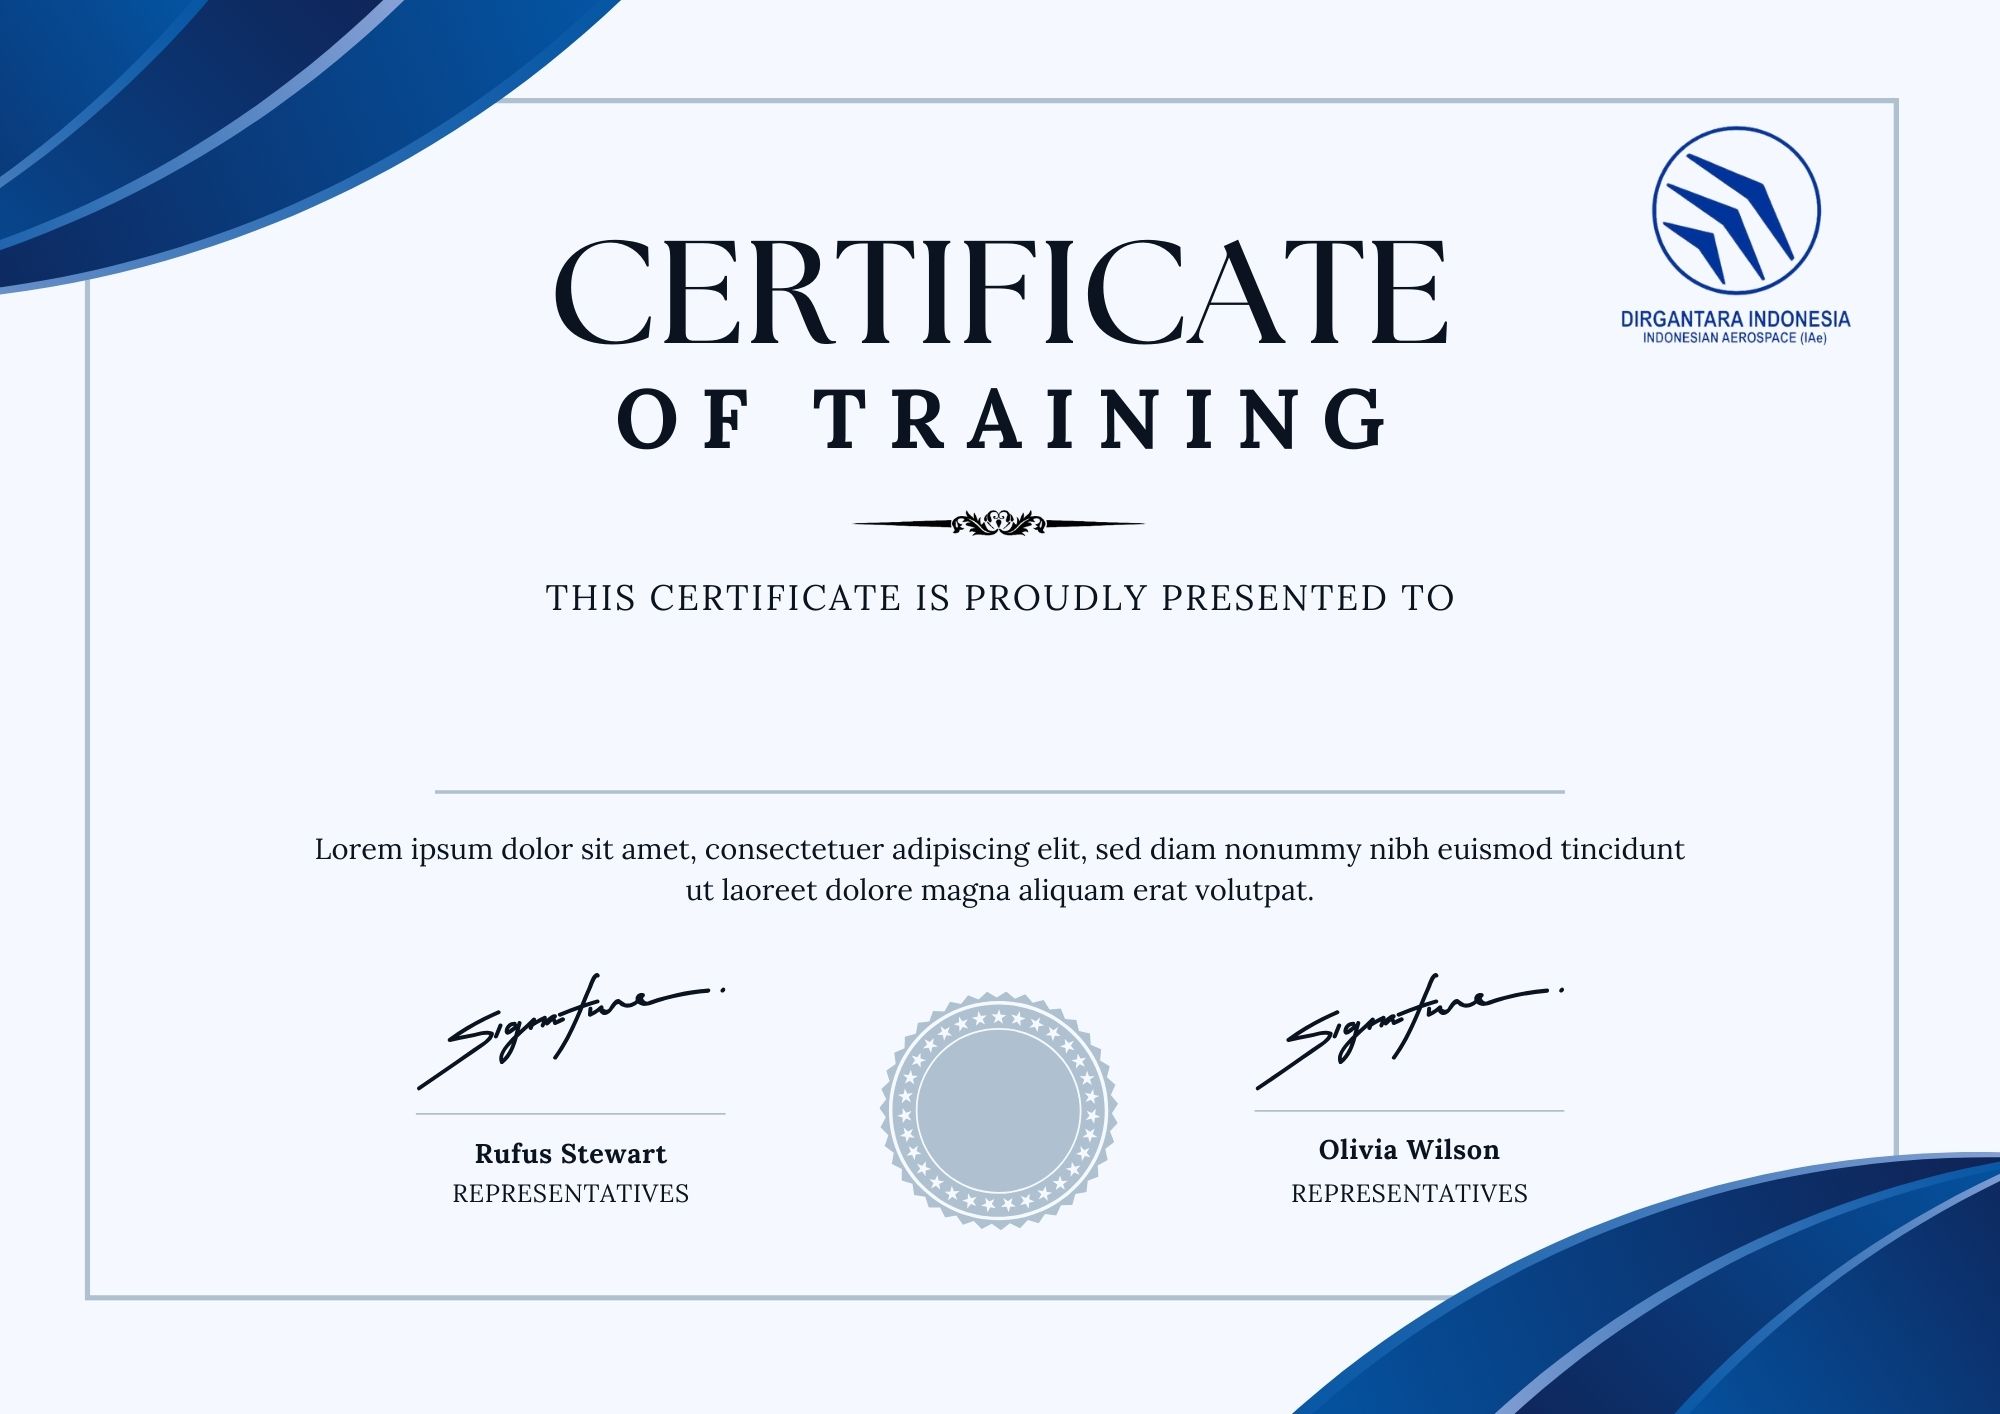 CERTIFICATE
DIRGANTARA INDONESIA
INDONESIAN AEROSPACE (IAe)
OF TRAINING
THIS CERTIFICATE IS PROUDLY PRESENTED TO
Lorem ipsum dolor sit amet, consectetuer adipiscing elit, sed diam nonummy nibh euismod tincidunt
ut laoreet dolore magna aliquam erat volutpat.
Signature
Signature
Rufus Stewart
Olivia Wilson
REPRESENTATIVES
REPRESENTATIVES